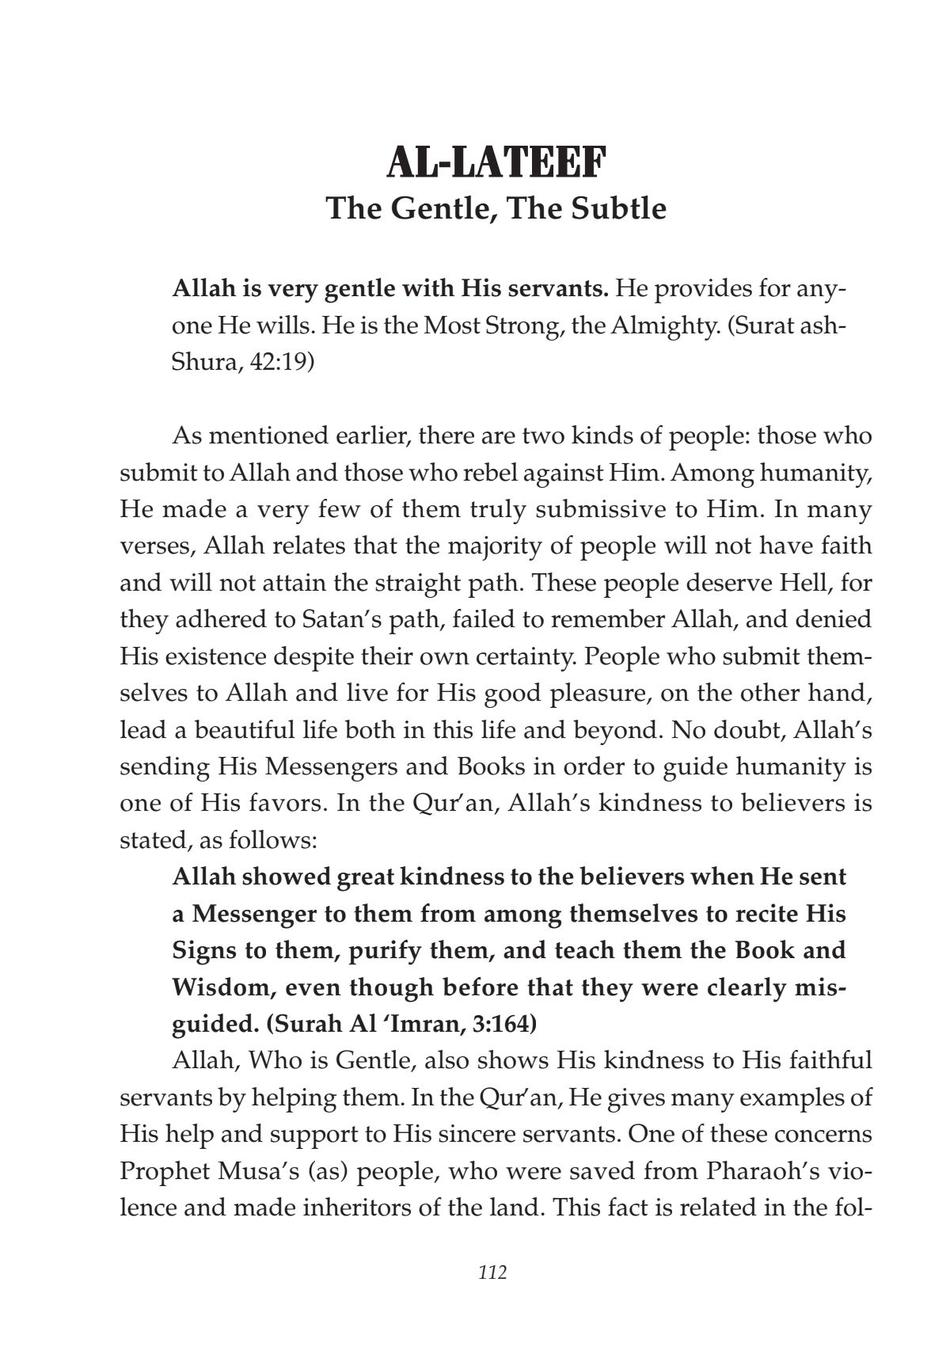 AL-LATEEF
The Gentle, The Subtle
Allah is very gentle with His servants. He provides for any-
one He wills. He is the Most Strong, the Almighty. (Surat ash-
Shura, 42:19)
As mentioned earlier, there are two kinds of people: those who
submit to Allah and those who rebel against Him. Among humanity,
He made a very few of them truly submissive to Him. In many
verses, Allah relates that the majority of people will not have faith
and will not attain the straight path. These people deserve Hell, for
they adhered to Satan’s path, failed to remember Allah, and denied
His existence despite their own certainty. People who submit them-
selves to Allah and live for His good pleasure, on the other hand,
lead a beautiful life both in this life and beyond. No doubt, Allah’s
sending His Messengers and Books in order to guide humanity is
one of His favors. In the Qur’an, Allah’s kindness to believers is
stated, as follows:
Allah showed great kindness to the believers when He sent
a Messenger to them from among themselves to recite His
Signs to them, purify them, and teach them the Book and
Wisdom, even though before that they were clearly mis-
guided. (Surah Al ‘Imran, 3:164)
Allah, Who is Gentle, also shows His kindness to His faithful
servants by helping them. In the Qur’an, He gives many examples of
His help and support to His sincere servants. One of these concerns
Prophet Musa’s (as) people, who were saved from Pharaoh’s vio-
lence and made inheritors of the land. This fact is related in the fol-
112